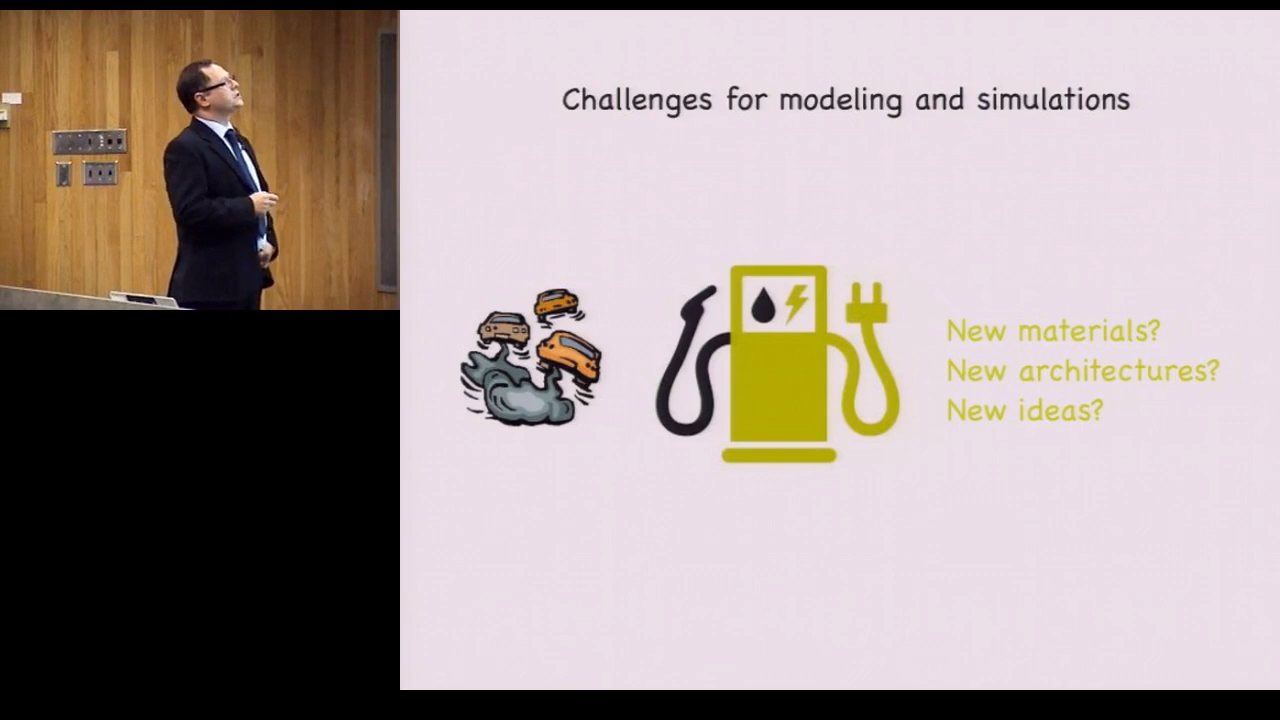 Challenges for modeling and simulations
New materials?
New architectures?
New ideas?